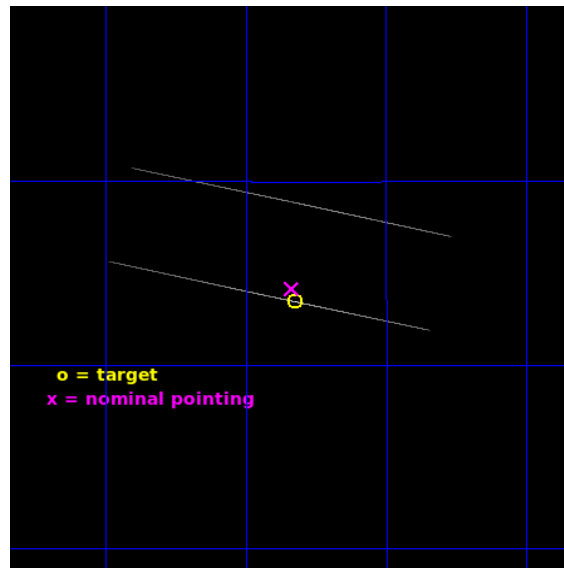 o = target
x = nominal pointing